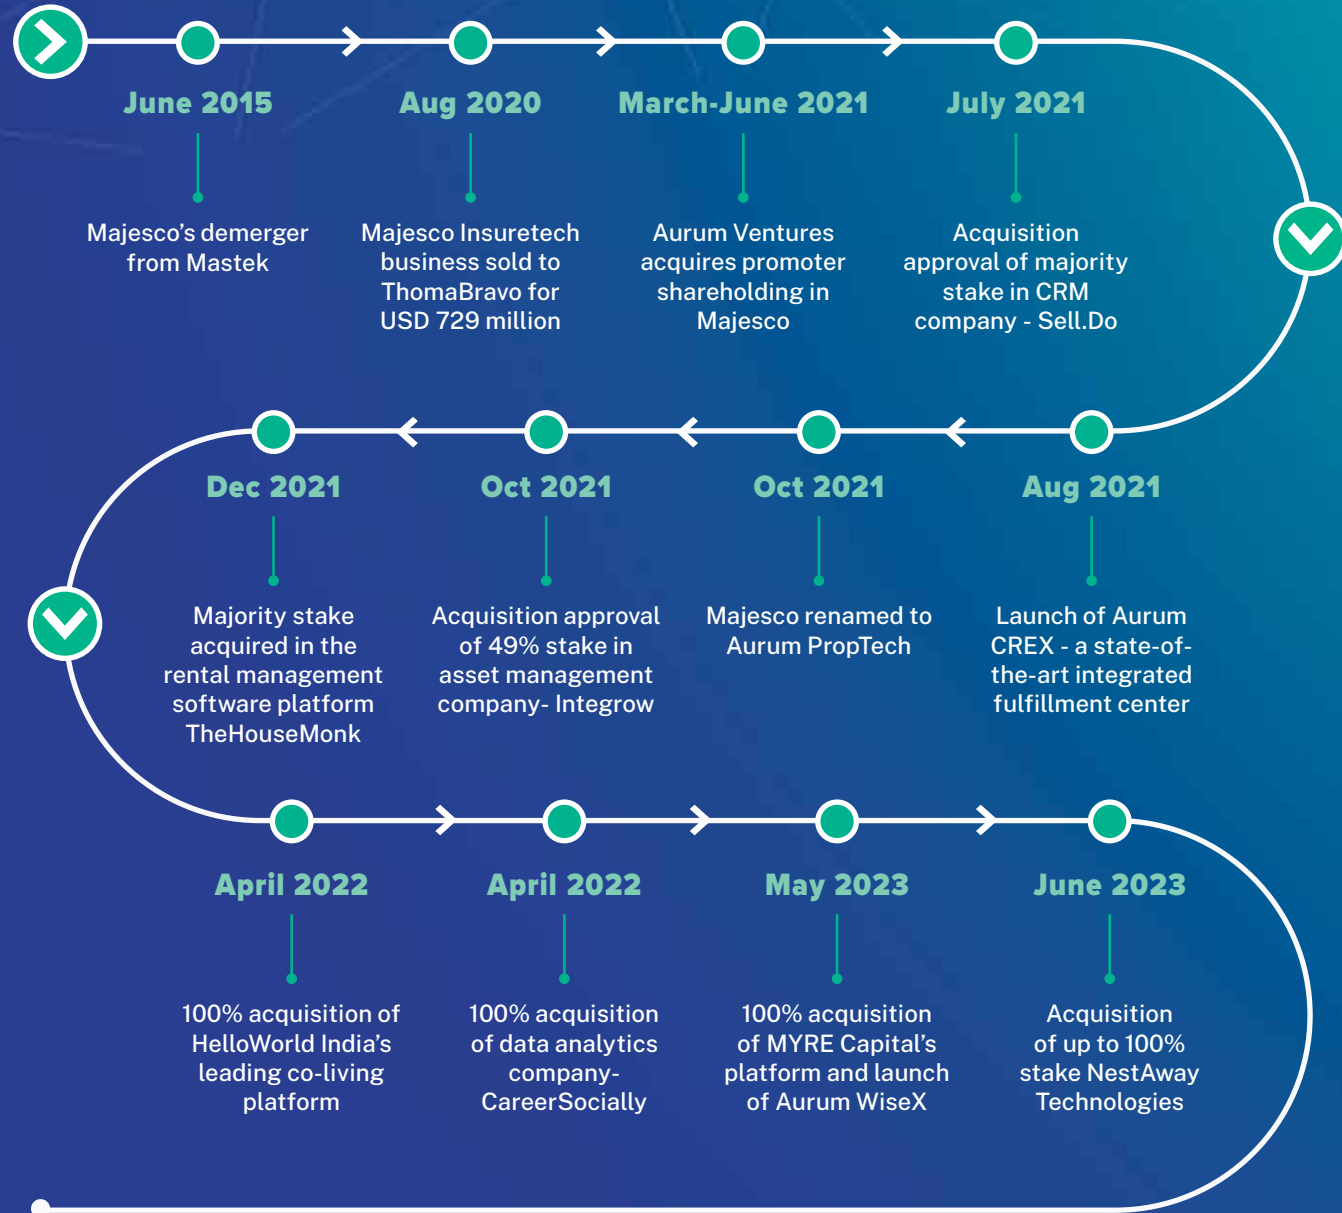 June 2015
Majesco's demerger
from Mastek
Aug 2020
Majesco Insuretech
business sold to
ThomaBravo for
USD 729 million
March-June 2021
Aurum Ventures
acquires promoter
shareholding in
Majesco
July 2021
Acquisition
approval of majority
stake in CRM
company - Sell.Do
Aug 2021
Launch of Aurum
CREX - a state-of-
the-art integrated
fulfillment center
Oct 2021
Majesco renamed to
Aurum PropTech
Oct 2021
Acquisition approval
of 49% stake in
asset management
company- Integrow
Dec 2021
Majority stake
acquired in the
rental management
software platform
TheHouseMonk
April 2022
100% acquisition of
HelloWorld India's
leading co-living
platform
April 2022
100% acquisition
of data analytics
company-
CareerSocially
May 2023
100% acquisition
of MYRE Capital's
platform and launch
of Aurum WiseX
June 2023
Acquisition
of up to 100%
stake NestAway
Technologies